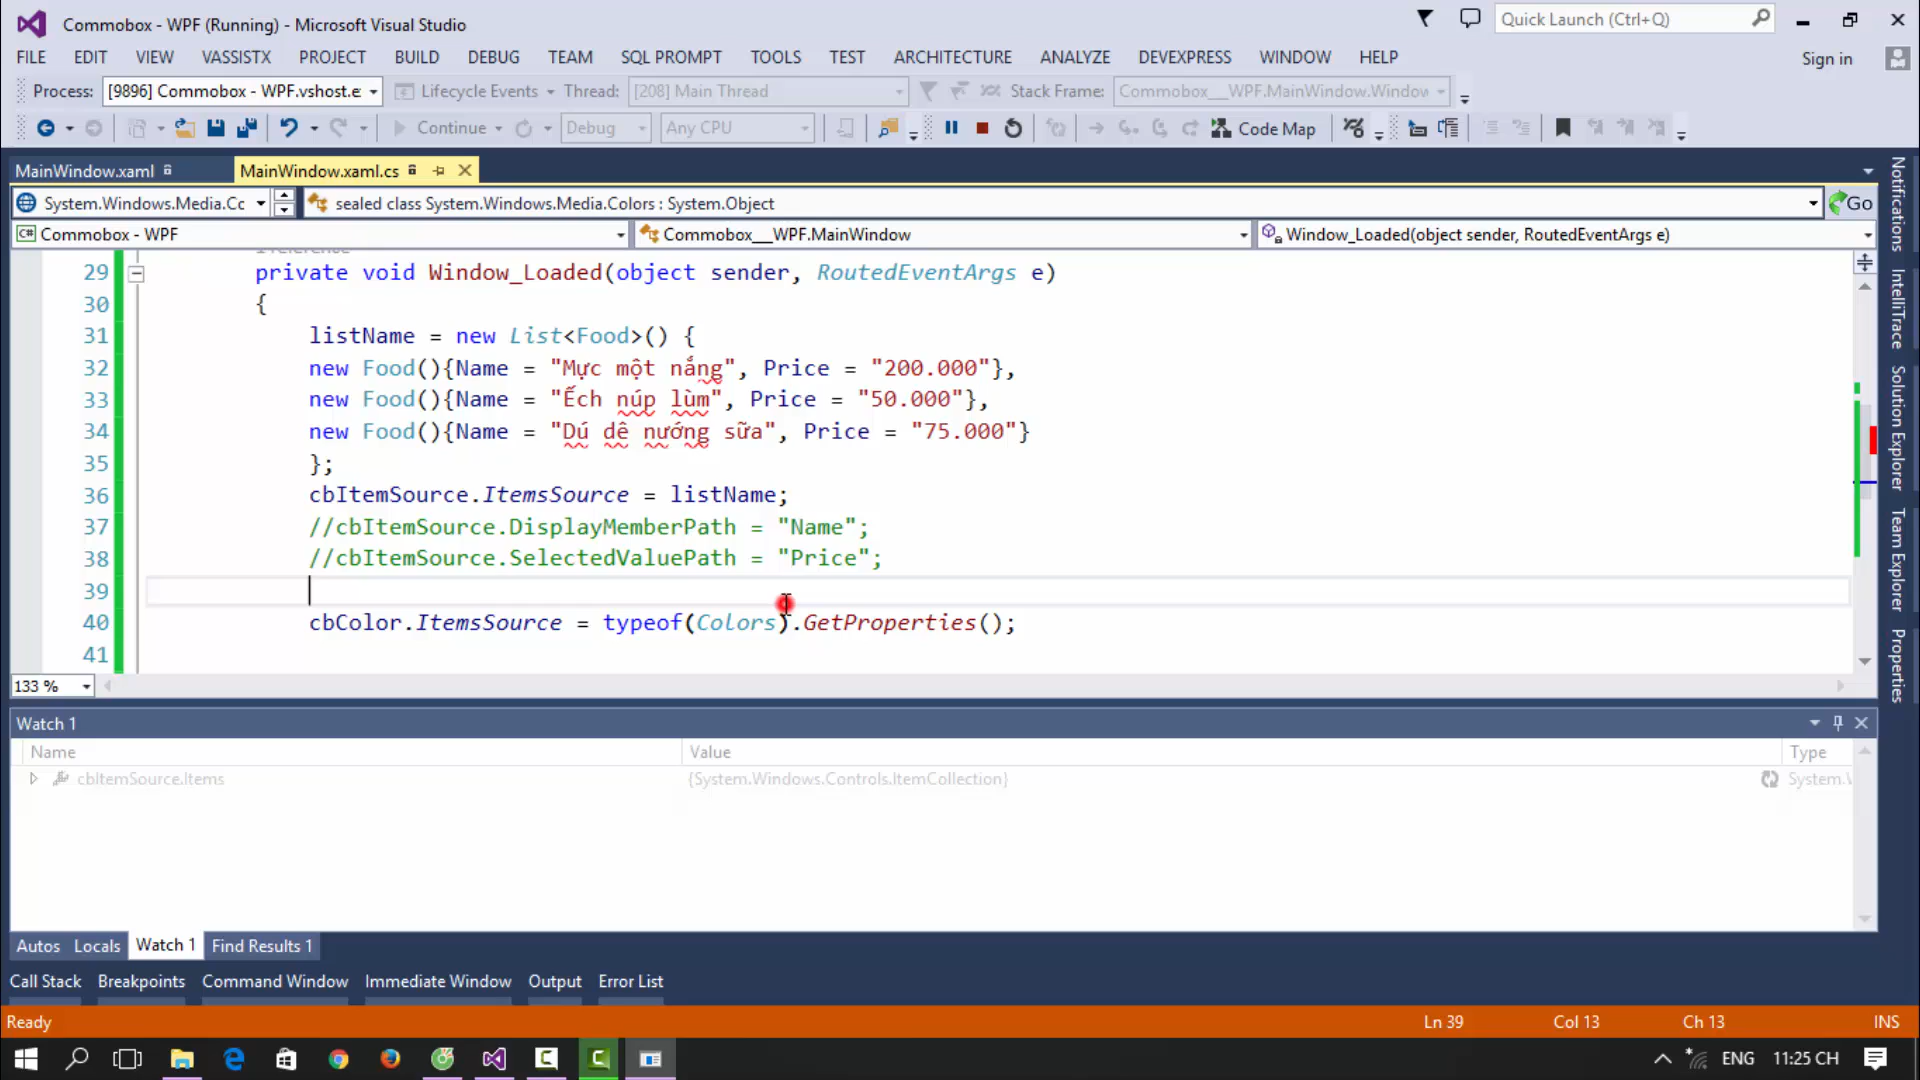 Commobox - WPF (Running) - Microsoft Visual Studio
Quick Launch (Ctrl+Q)
FILE EDIT VIEW VASSISTX PROJECT BUILD DEBUG TEAM SQL PROMPT TOOLS TEST ARCHITECTURE ANALYZE DEVEXPRESS WINDOW HELP
Sign in
Process: [9896] Commobox - WPF.vshost.e Lifecycle Events Thread: [208] Main Thread Stack Frame: Commobox___WPF.MainWindow.Window
Continue Debug Any CPU Code Map
MainWindow.xaml MainWindow.xaml.cs
System.Windows.Media.Cc sealed class System.Windows.Media.Colors : System.Object Go
C# Commobox - WPF Commobox___WPF.MainWindow Window_Loaded(object sender, RoutedEventArgs e)
29 private void Window_Loaded(object sender, RoutedEventArgs e)
30 {
31 listName = new List<Food>() {
32 new Food(){Name = "Mực một nắng", Price = "200.000"},
33 new Food(){Name = "Ếch núp lùm", Price = "50.000"},
34 new Food(){Name = "Dú dê nướng sữa", Price = "75.000"}
35 };
36 cbItemSource.ItemsSource = listName;
37 //cbItemSource.DisplayMemberPath = "Name";
38 //cbItemSource.SelectedValuePath = "Price";
39
40 cbColor.ItemsSource = typeof(Colors).GetProperties();
41
133 %
Notifications
IntelliTrace
Solution Explorer
Team Explorer
Properties
Watch 1
Name Value Type
cbItemSource.Items {System.Windows.Controls.ItemCollection} System.\
Autos Locals Watch 1 Find Results 1
Call Stack Breakpoints Command Window Immediate Window Output Error List
Ready Ln 39 Col 13 Ch 13 INS
ENG 11:25 CH